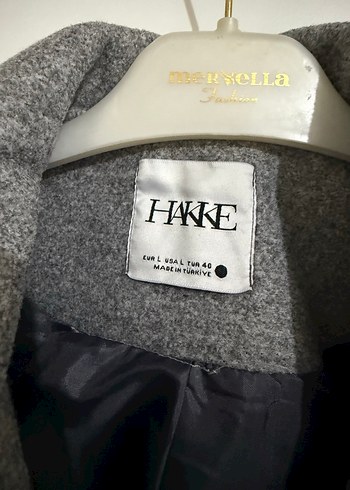 mersella
Fashion
HAKKE
EUR L USA L TUR 40
MADE IN TÜRKİYE